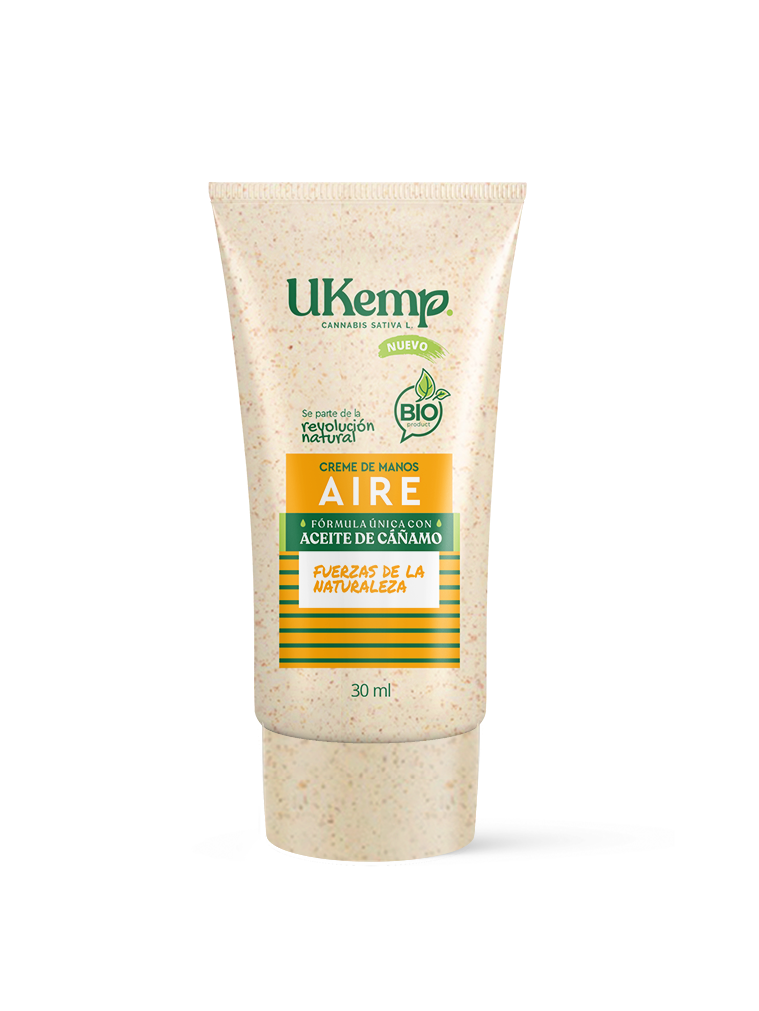 UKemp.
CANNABIS SATIVA L.
NUEVO
BIO
product
Se parte de la
revolución
natural
CREME DE MANOS
AIRE
FÓRMULA ÚNICA CON
ACEITE DE CÁÑAMO
FUERZAS DE LA
NATURALEZA
30 ml